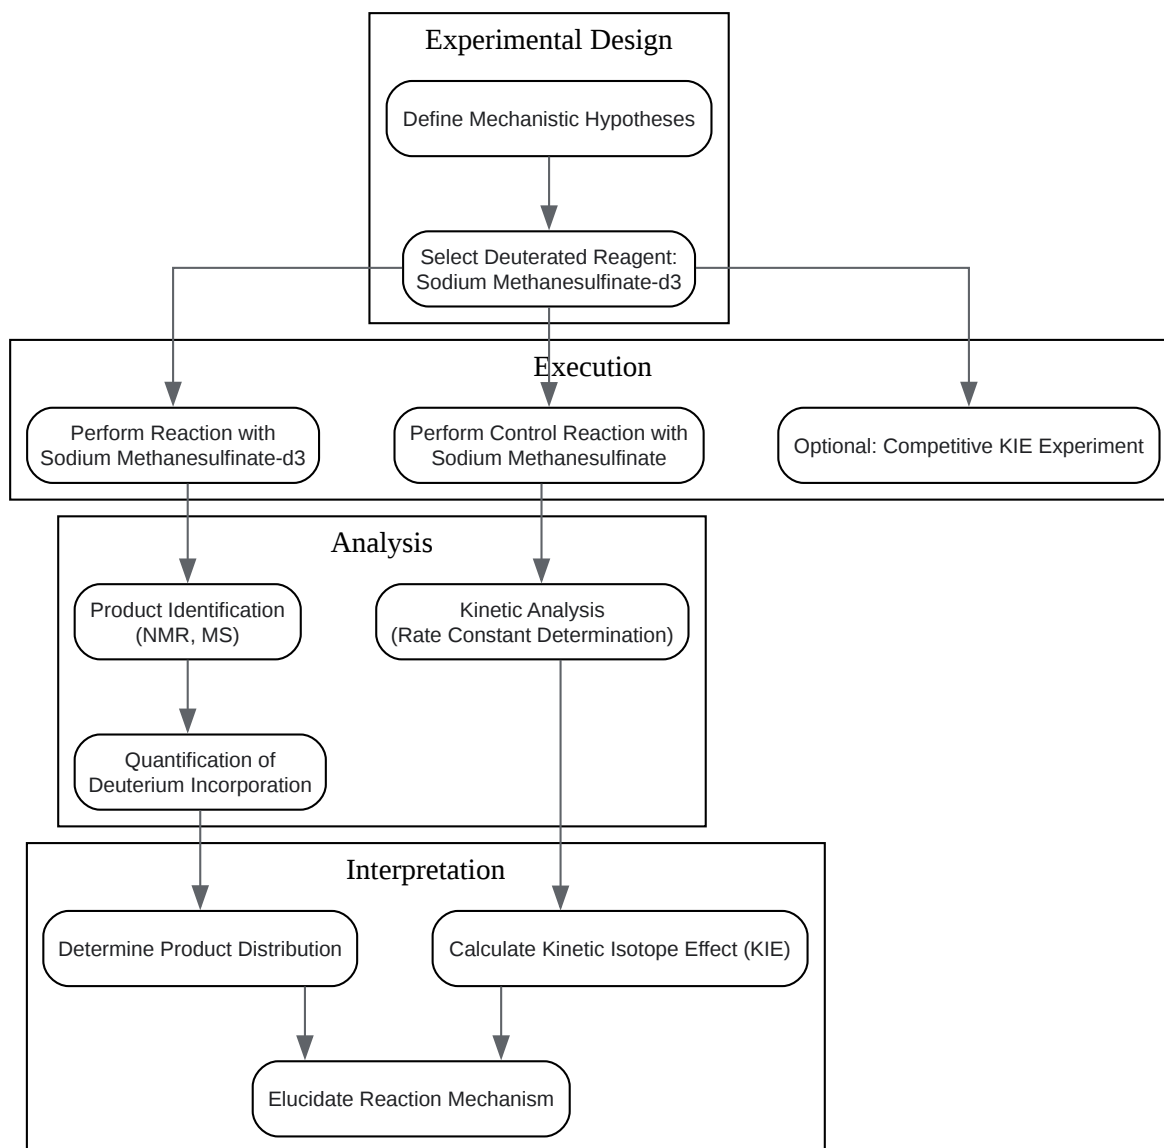 Experimental Design
Define Mechanistic Hypotheses
Select Deuterated Reagent:
Sodium Methanesulfinate-d3
Execution
Perform Reaction with
Sodium Methanesulfinate-d3
Perform Control Reaction with
Sodium Methanesulfinate
Optional: Competitive KIE Experiment
Analysis
Product Identification
(NMR, MS)
Kinetic Analysis
(Rate Constant Determination)
Quantification of
Deuterium Incorporation
Interpretation
Determine Product Distribution
Calculate Kinetic Isotope Effect (KIE)
Elucidate Reaction Mechanism